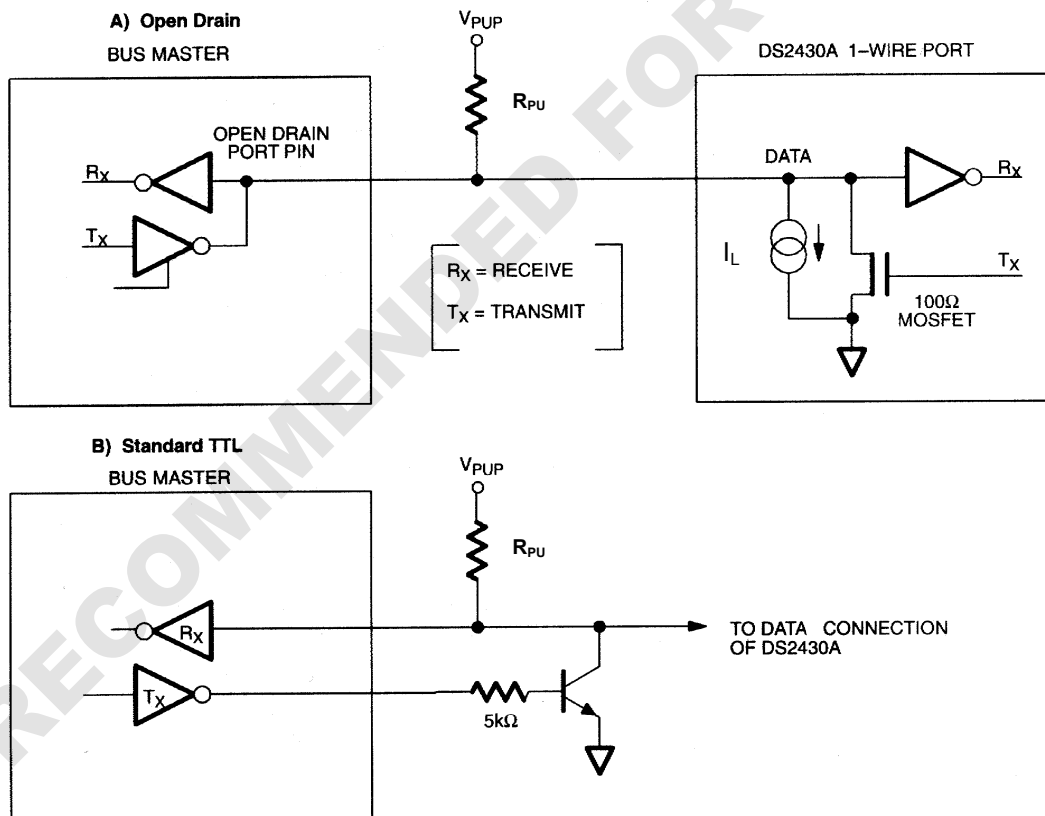 A) Open Drain
BUS MASTER
VPUP
RPU
DS2430A 1–WIRE PORT
OPEN DRAIN
PORT PIN
RX
TX
DATA
RX
IL
TX
100Ω
MOSFET
RX = RECEIVE
TX = TRANSMIT
B) Standard TTL
BUS MASTER
VPUP
RPU
RX
TX
5kΩ
TO DATA CONNECTION
OF DS2430A
RECOMMENDED FOR